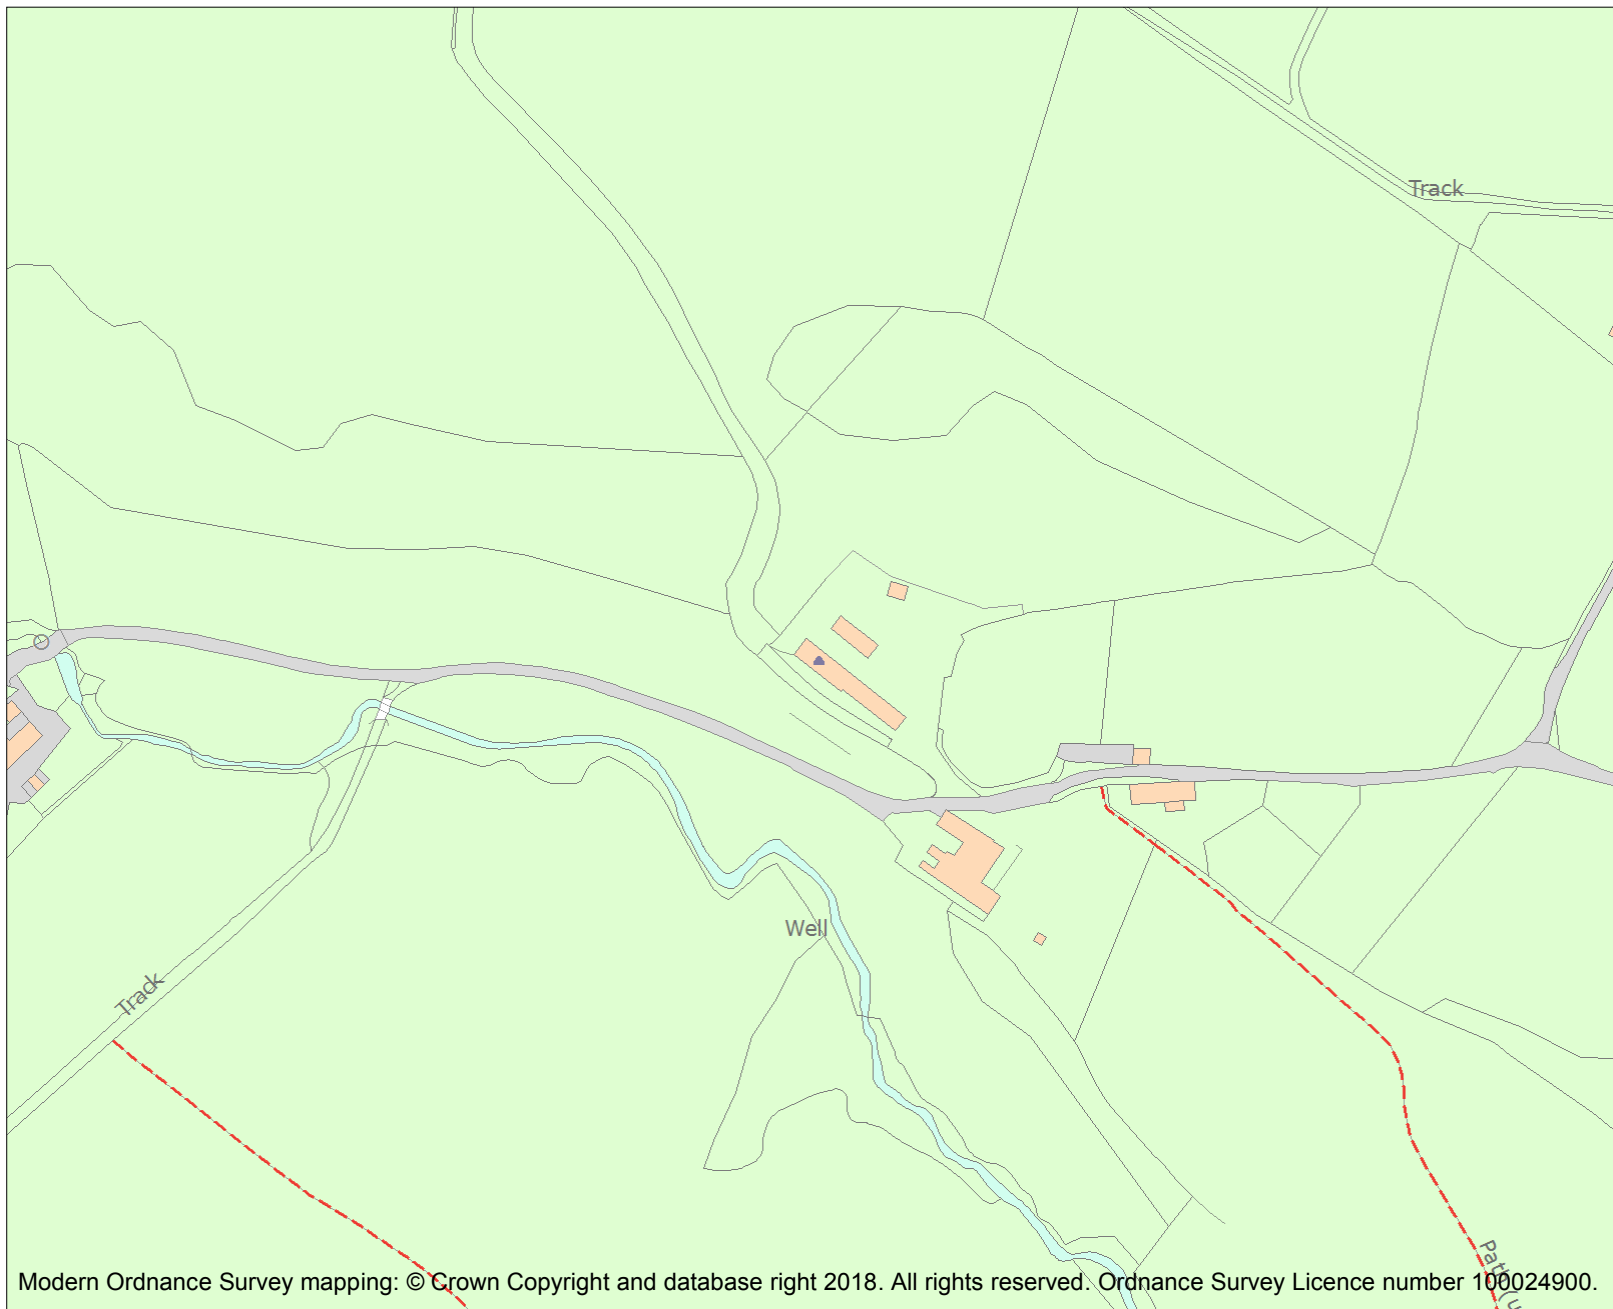 Track
Well
Track
Modern Ordnance Survey mapping: © Crown Copyright and database right 2018. All rights reserved. Ordnance Survey Licence number 100024900.